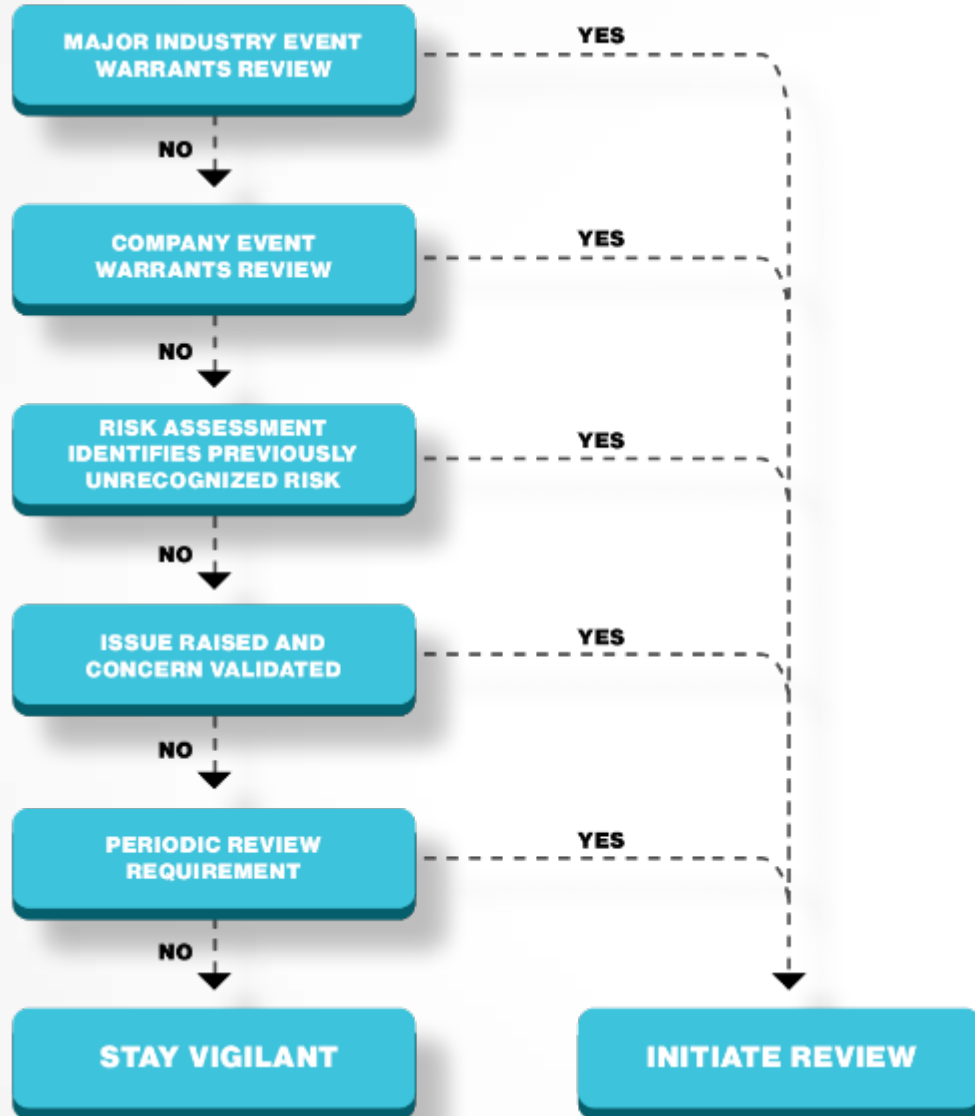 MAJOR INDUSTRY EVENT
WARRANTS REVIEW
YES
NO
COMPANY EVENT
WARRANTS REVIEW
YES
NO
RISK ASSESSMENT
IDENTIFIES PREVIOUSLY
UNRECOGNIZED RISK
YES
NO
ISSUE RAISED AND
CONCERN VALIDATED
YES
NO
PERIODIC REVIEW
REQUIREMENT
YES
NO
STAY VIGILANT
INITIATE REVIEW